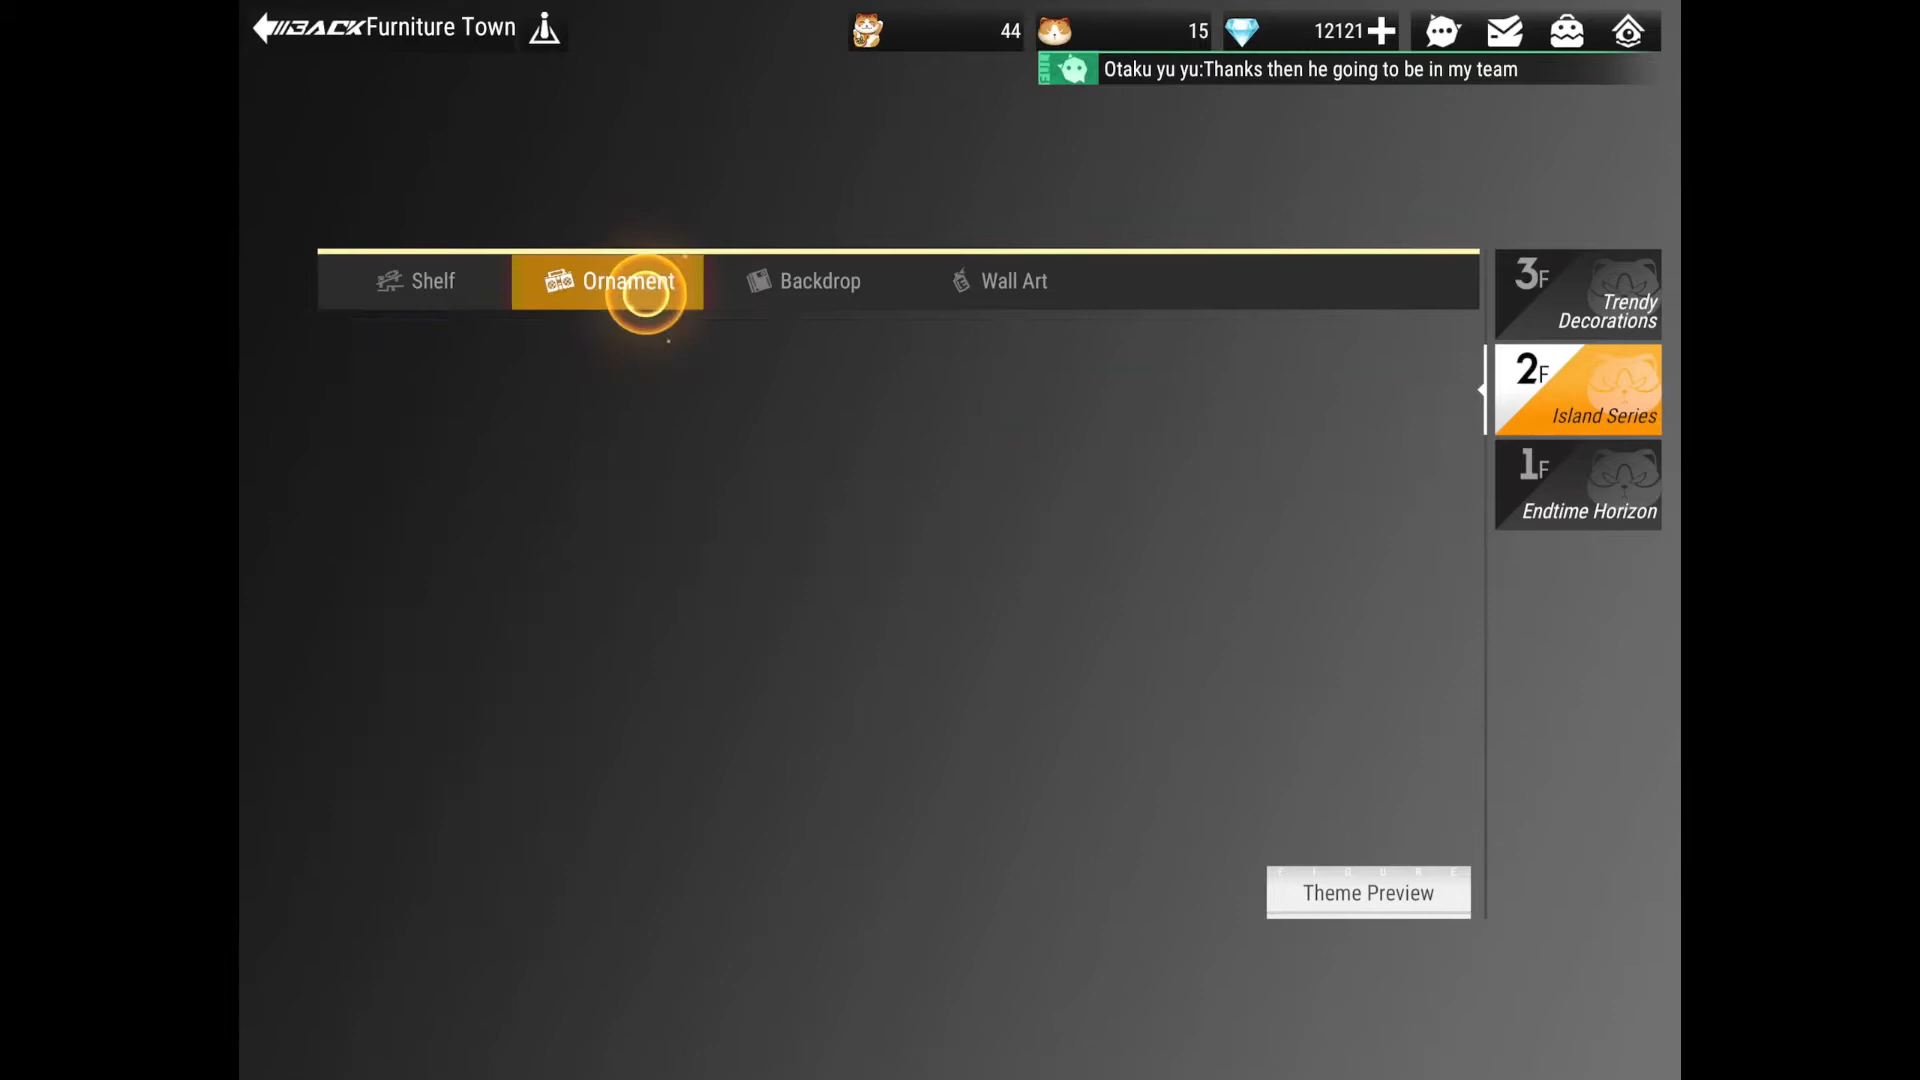 BACK Furniture Town
44
15
12121
Otaku yu yu:Thanks then he going to be in my team
Shelf
Ornament
Backdrop
Wall Art
3F
Trendy
Decorations
2F
Island Series
1F
Endtime Horizon
FIGURE
Theme Preview